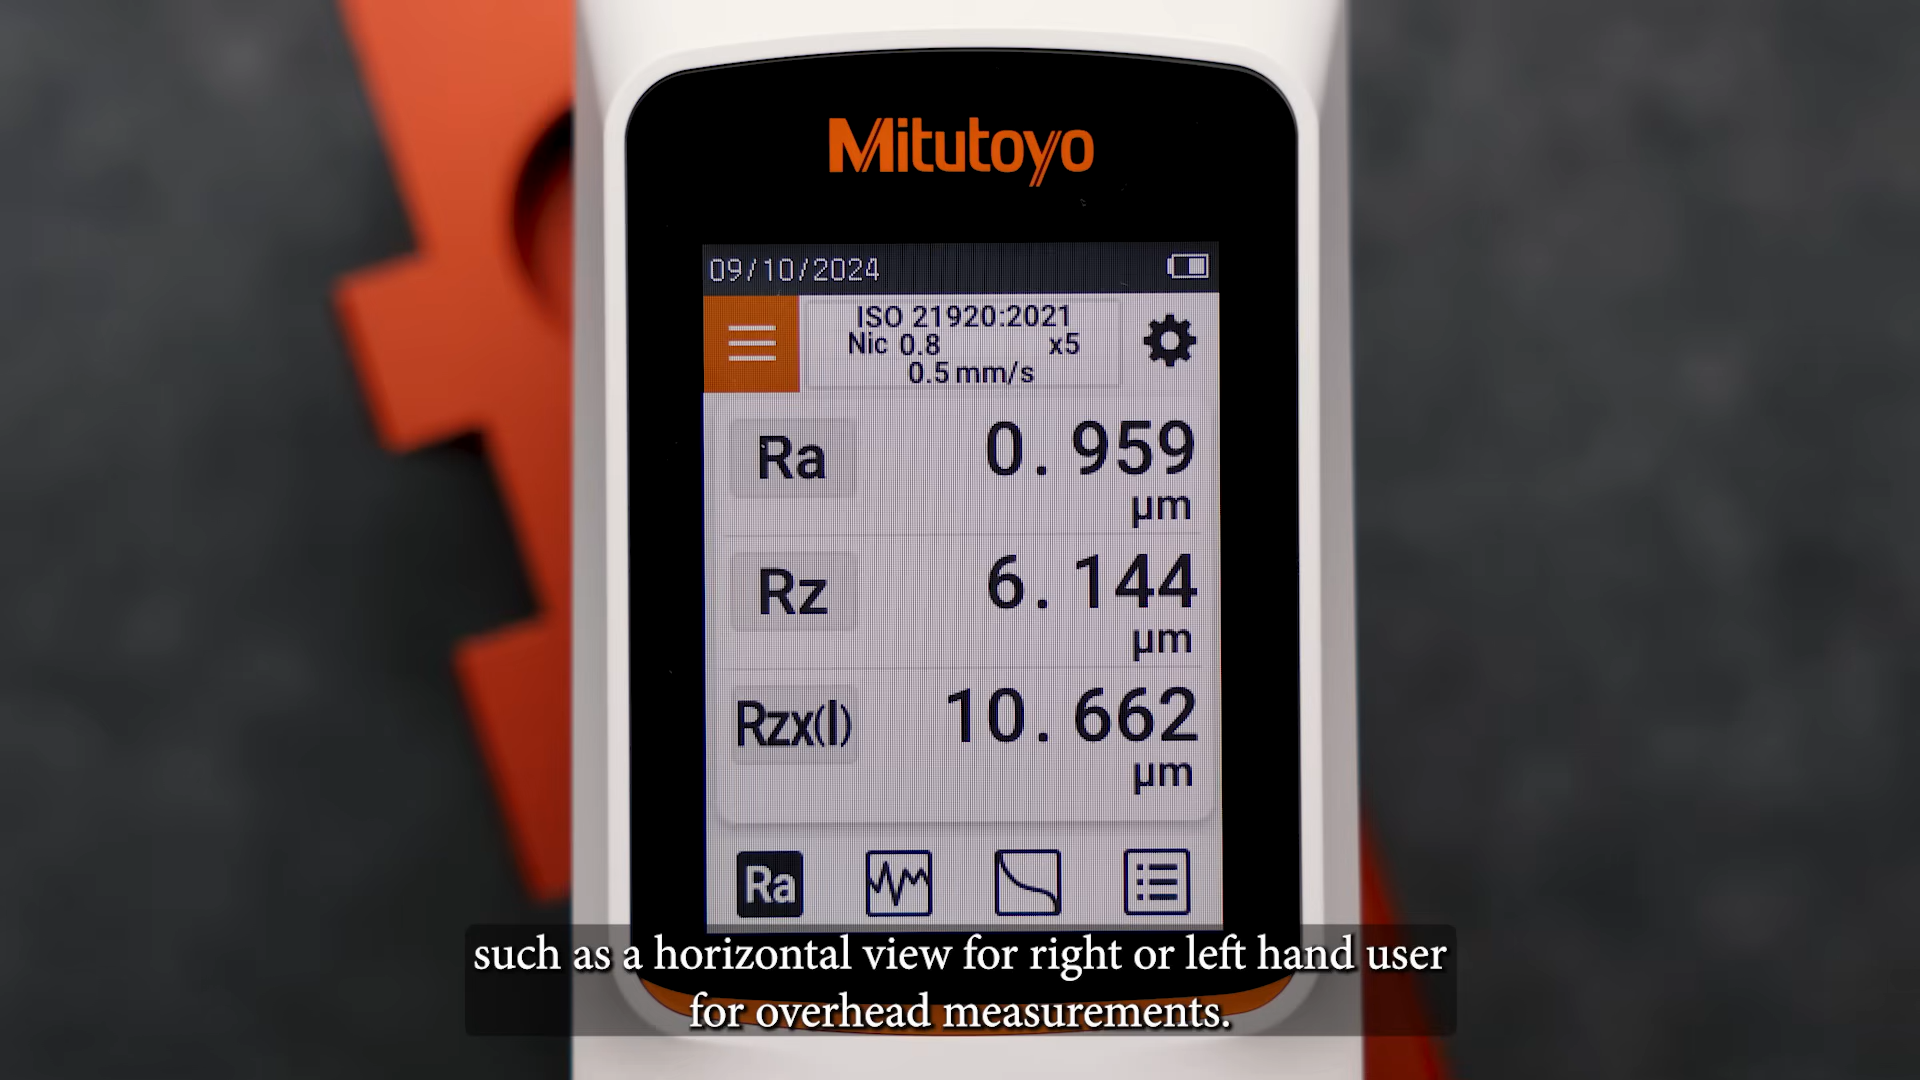 Mitutoyo
09/10/2024
ISO 21920:2021
Nic 0.8 x5
0.5 mm/s
Ra 0.959
µm
Rz 6.144
µm
Rzx(l) 10.662
µm
Ra
such as a horizontal view for right or left hand user
for overhead measurements.